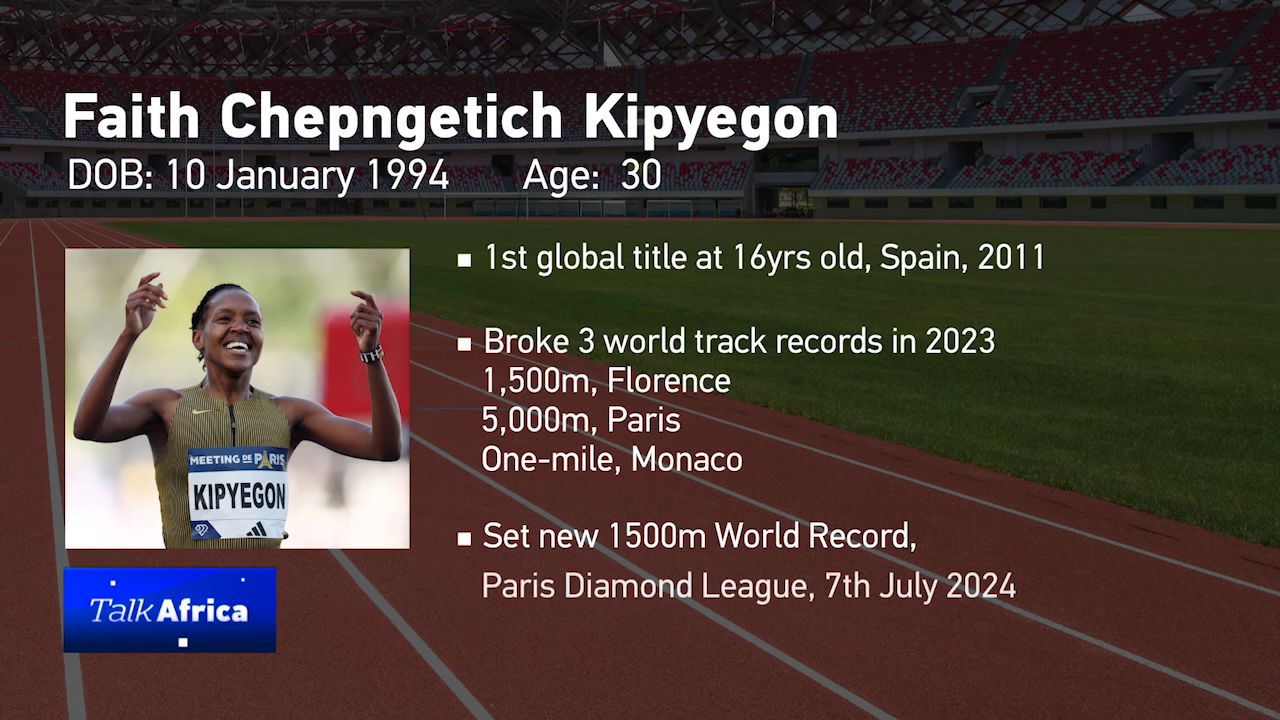 Faith Chepngetich Kipyegon
DOB: 10 January 1994 Age: 30
▪ 1st global title at 16yrs old, Spain, 2011
▪ Broke 3 world track records in 2023
1,500m, Florence
5,000m, Paris
One-mile, Monaco
▪ Set new 1500m World Record,
Paris Diamond League, 7th July 2024
MEETING DE PARIS
KIPYEGON
Talk Africa